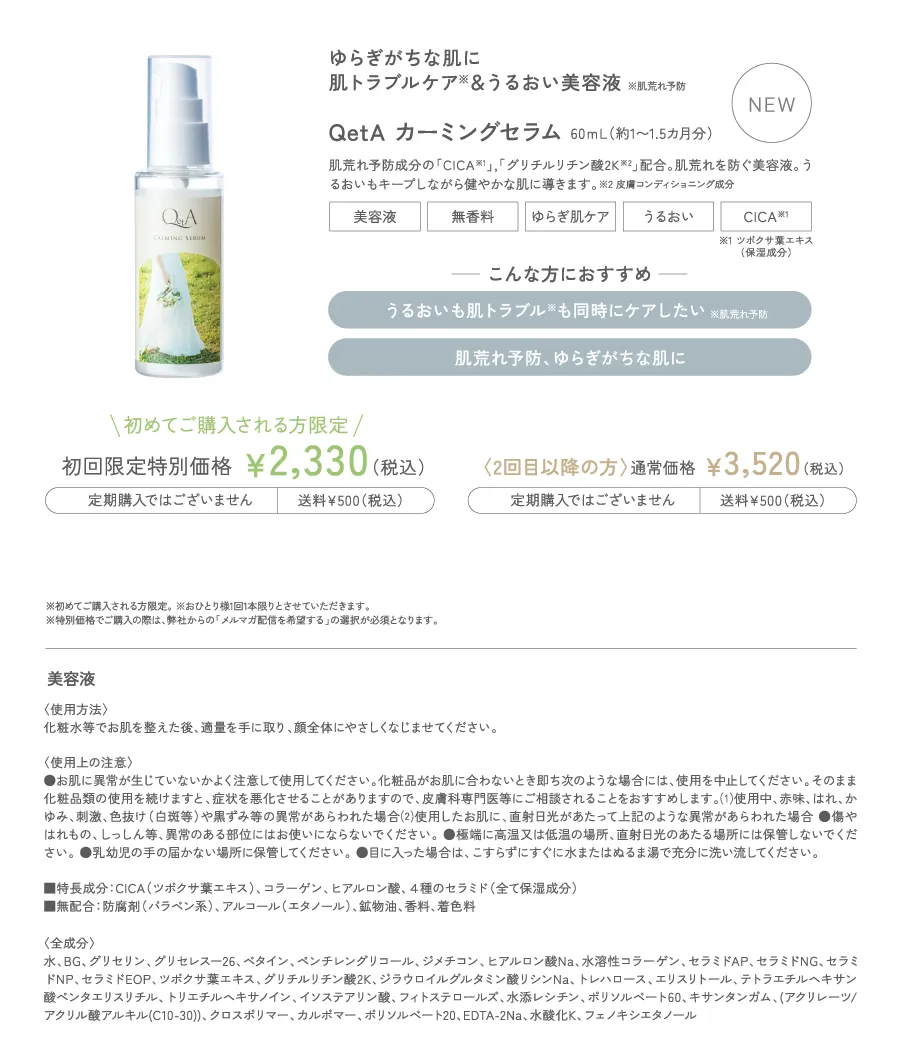 ゆらぎがちな肌に
肌トラブルケア※&うるおい美容液 ※肌荒れ予防
NEW
QetA カーミングセラム 60mL(約1〜1.5カ月分)
肌荒れ予防成分の「CICA※1」,「グリチルリチン酸2K※2」配合。肌荒れを防ぐ美容液。う
るおいもキープしながら健やかな肌に導きます。※2 皮膚コンディショニング成分
美容液 無香料 ゆらぎ肌ケア うるおい CICA※1
※1 ツボクサ葉エキス
(保湿成分)
こんな方におすすめ
うるおいも肌トラブル※も同時にケアしたい ※肌荒れ予防
肌荒れ予防、ゆらぎがちな肌に
QetA
CALMING SERUM
\初めてご購入される方限定/
初回限定特別価格 ¥2,330(税込)
定期購入ではございません 送料¥500(税込)
〈2回目以降の方〉通常価格 ¥3,520(税込)
定期購入ではございません 送料¥500(税込)
※初めてご購入される方限定。※おひとり様1回1本限りとさせていただきます。
※特別価格でご購入の際は、弊社からの「メルマガ配信を希望する」の選択が必須となります。
美容液
〈使用方法〉
化粧水等でお肌を整えた後、適量を手に取り、顔全体にやさしくなじませてください。
〈使用上の注意〉
●お肌に異常が生じていないかよく注意して使用してください。化粧品がお肌に合わないとき即ち次のような場合には、使用を中止してください。そのまま
化粧品類の使用を続けますと、症状を悪化させることがありますので、皮膚科専門医等にご相談されることをおすすめします。(1)使用中、赤味、はれ、か
ゆみ、刺激、色抜け(白斑等)や黒ずみ等の異常があらわれた場合(2)使用したお肌に、直射日光があたって上記のような異常があらわれた場合 ●傷や
はれもの、しっしん等、異常のある部位にはお使いにならないでください。 ●極端に高温又は低温の場所、直射日光のあたる場所には保管しないでくだ
さい。 ●乳幼児の手の届かない場所に保管してください。 ●目に入った場合は、こすらずにすぐに水またはぬるま湯で充分に洗い流してください。
■特長成分：CICA(ツボクサ葉エキス)、コラーゲン、ヒアルロン酸、４種のセラミド(全て保湿成分)
■無配合：防腐剤(パラベン系)、アルコール(エタノール)、鉱物油、香料、着色料
〈全成分〉
水、BG、グリセリン、グリセレス－26、ベタイン、ペンチレングリコール、ジメチコン、ヒアルロン酸Na、水溶性コラーゲン、セラミドAP、セラミドNG、セラミ
ドNP、セラミドEOP、ツボクサ葉エキス、グリチルリチン酸2K、ジラウロイルグルタミン酸リシンNa、トレハロース、エリスリトール、テトラエチルヘキサン
酸ペンタエリスリチル、トリエチルヘキサノイン、イソステアリン酸、フィトステロールズ、水添レシチン、ポリソルベート60、キサンタンガム、(アクリレーツ/
アクリル酸アルキル(C10-30))、クロスポリマー、カルボマー、ポリソルベート20、EDTA-2Na、水酸化K、フェノキシエタノール